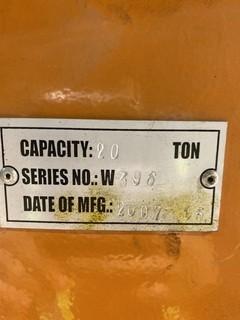 CAPACITY: 20 TON
SERIES NO.: W398
DATE OF MFG.: 2007